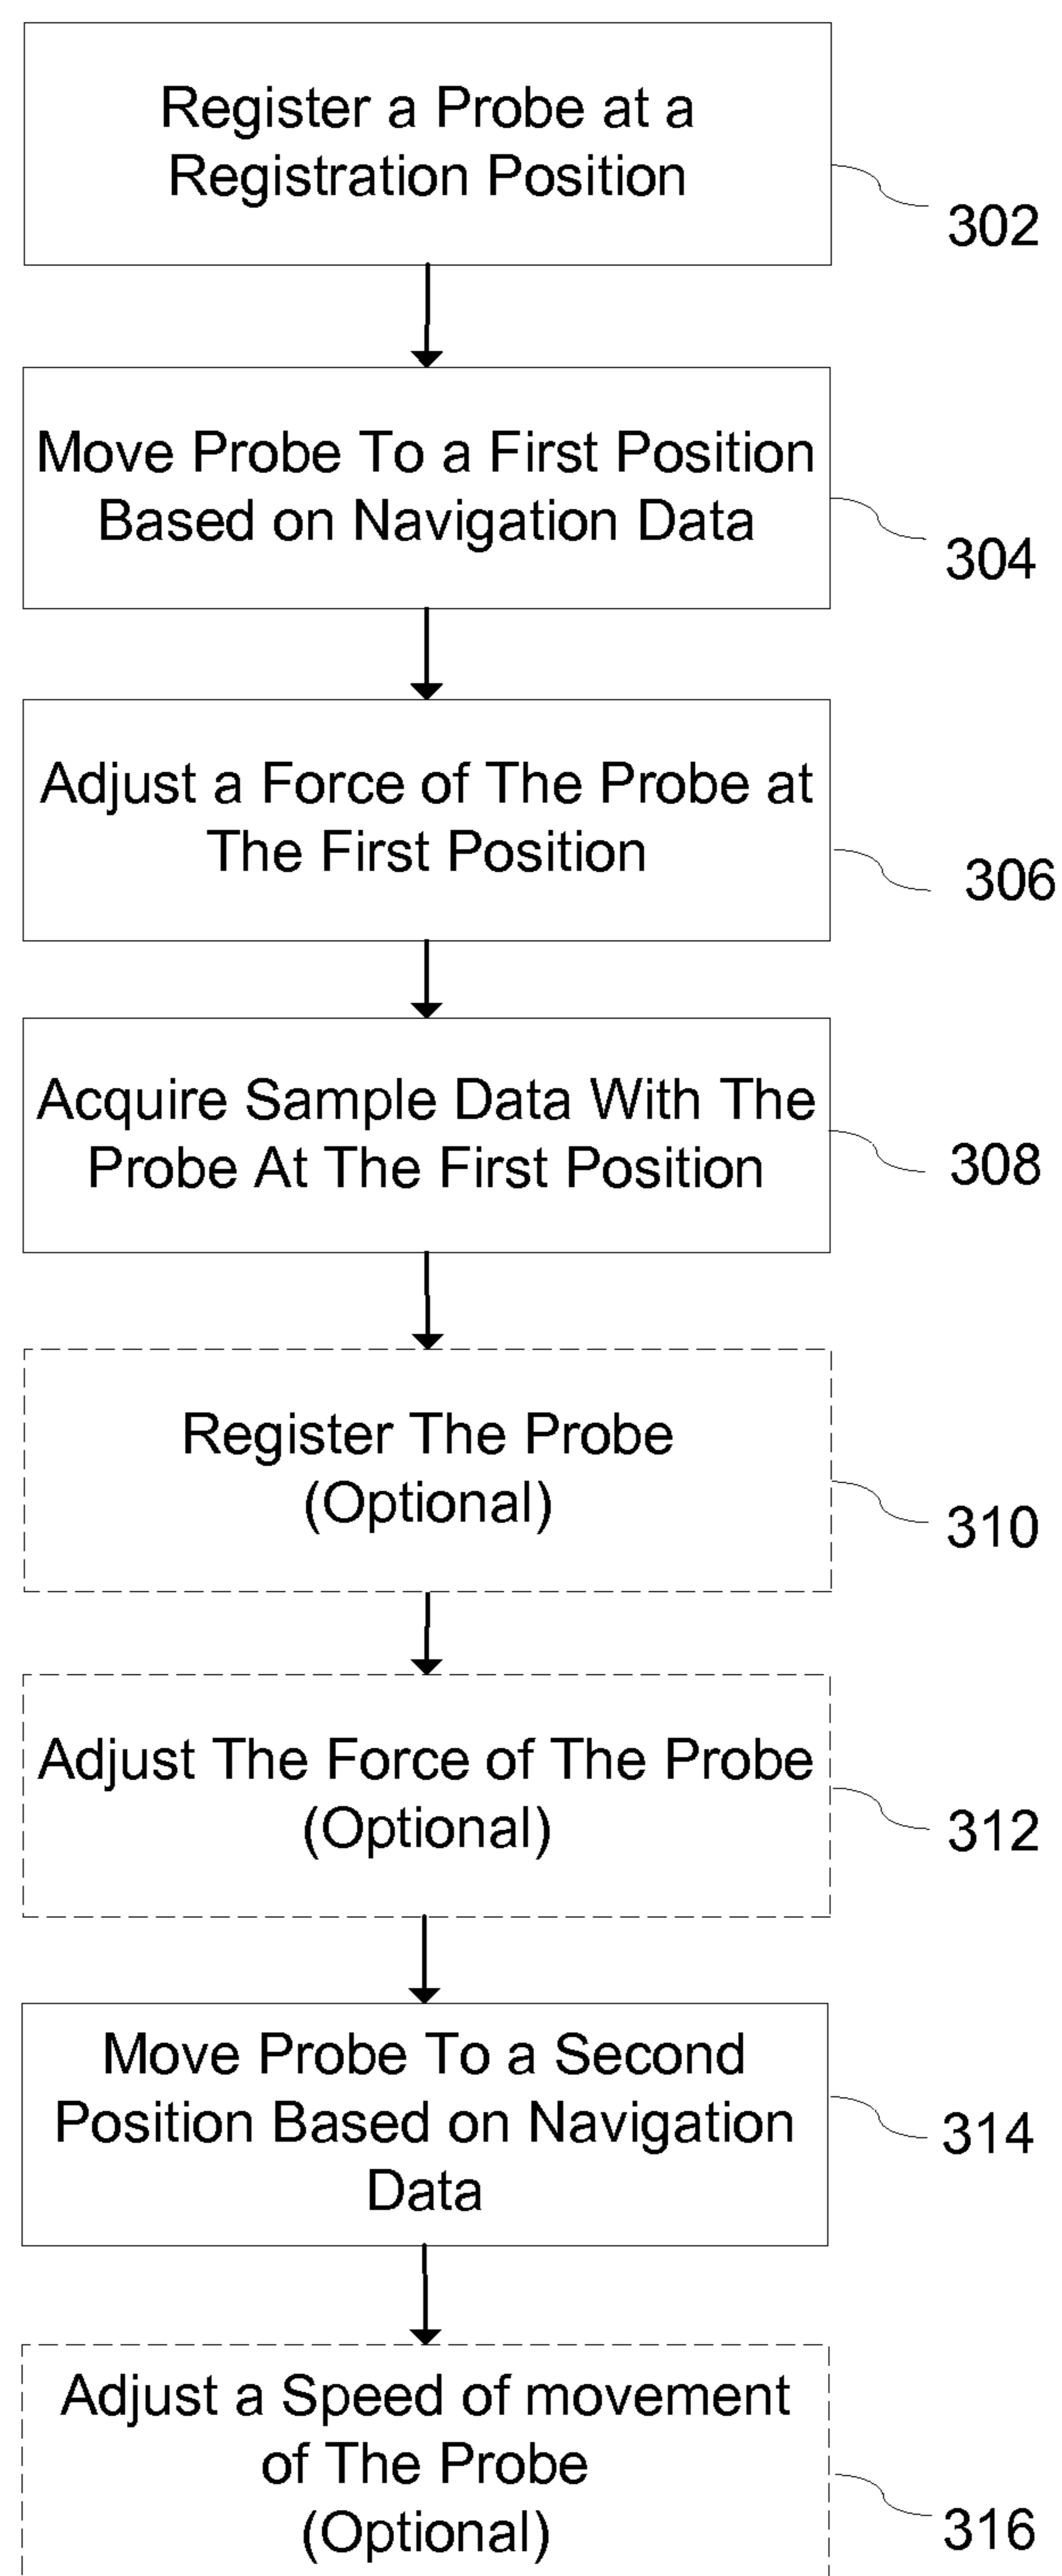 Register a Probe at a
Registration Position
302
Move Probe To a First Position
Based on Navigation Data
304
Adjust a Force of The Probe at
The First Position
306
Acquire Sample Data With The
Probe At The First Position
308
Register The Probe
(Optional)
310
Adjust The Force of The Probe
(Optional)
312
Move Probe To a Second
Position Based on Navigation
Data
314
Adjust a Speed of movement
of The Probe
(Optional)
316